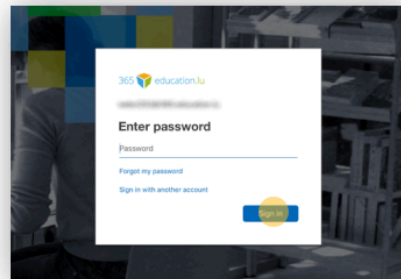 365 education.lu
Enter password
Password
Forgot my password
Sign in with another account
Sign in